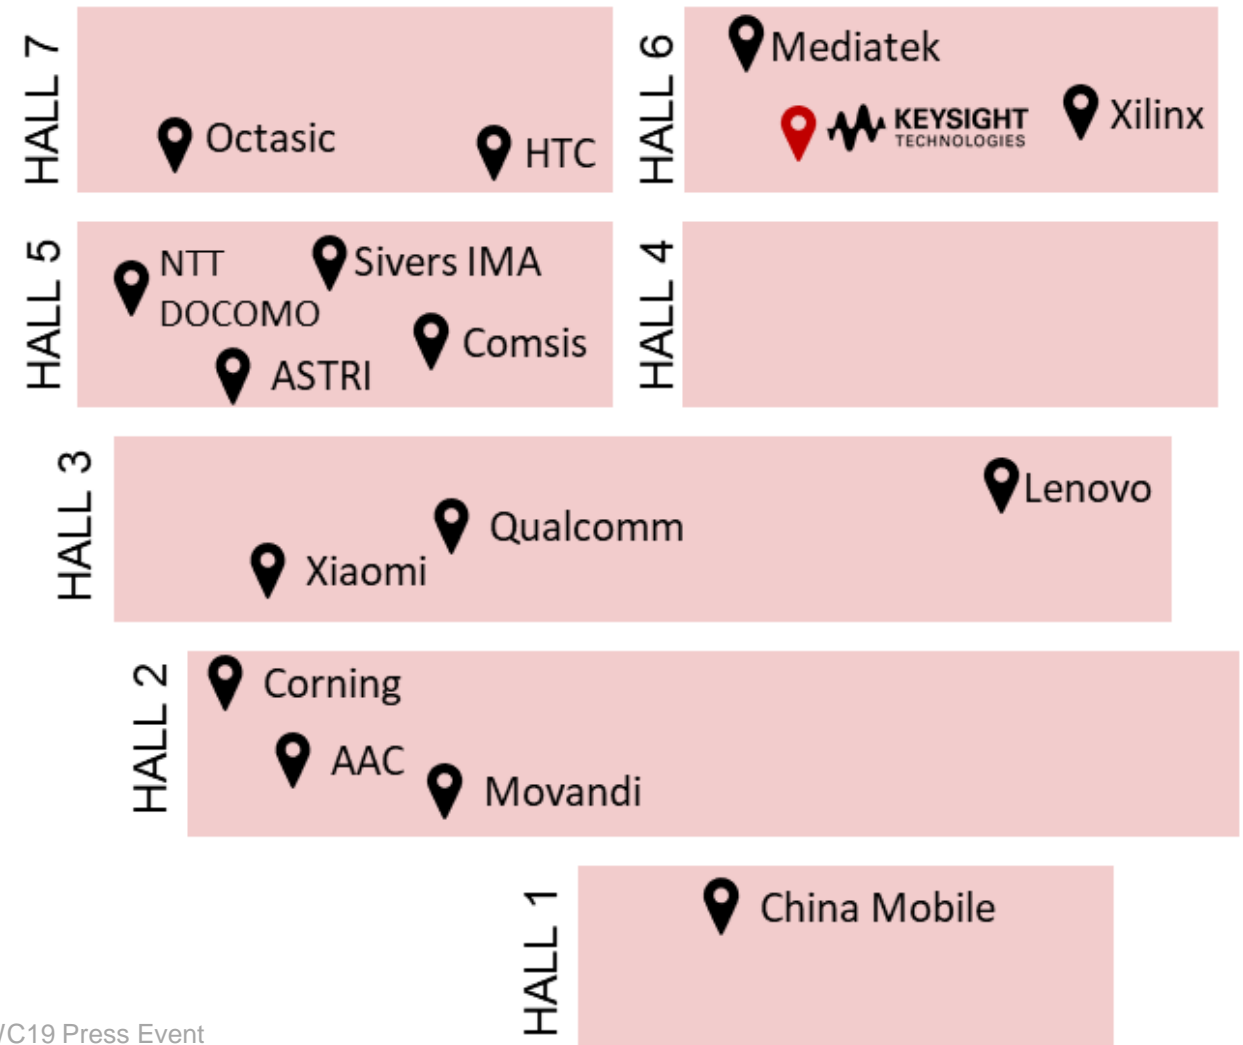 HALL 7
Octasic
HTC
HALL 6
Mediatek
KEYSIGHT
TECHNOLOGIES
Xilinx
HALL 5
NTT
DOCOMO
Sivers IMA
Comsis
ASTRI
HALL 4
HALL 3
Lenovo
Qualcomm
Xiaomi
HALL 2
Corning
AAC
Movandi
HALL 1
China Mobile
/C19 Press Event